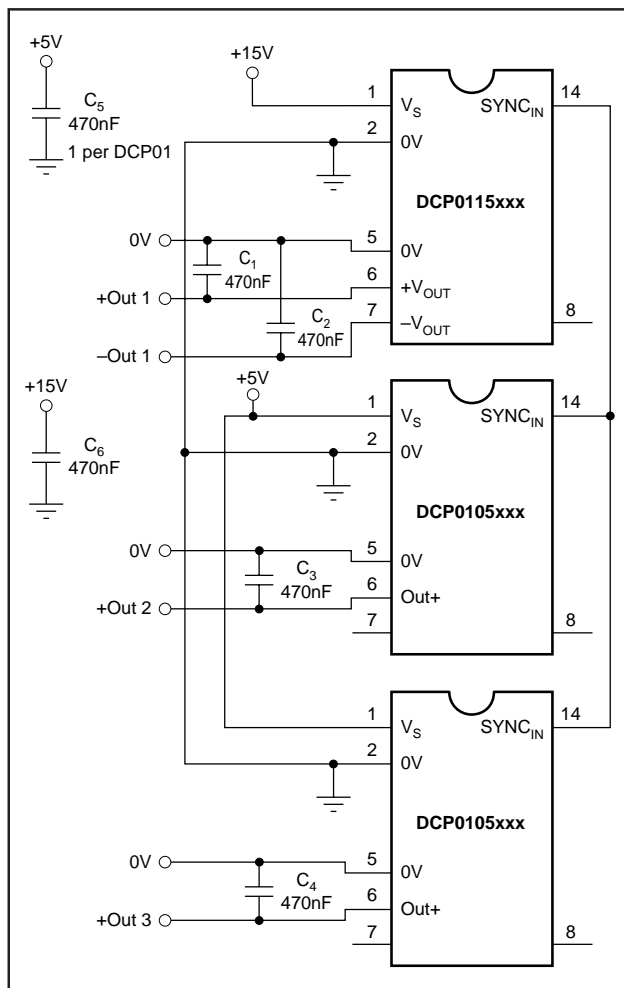 +5V
C5
470nF
1 per DCP01
+15V
1
VS
SYNCIN
14
2
0V
DCP0115xxx
0V
5
0V
C1
470nF
+Out 1
6
+VOUT
C2
470nF
–Out 1
7
–VOUT
8
+15V
C6
470nF
+5V
1
VS
SYNCIN
14
2
0V
DCP0105xxx
0V
5
0V
C3
470nF
+Out 2
6
Out+
7
8
1
VS
SYNCIN
14
2
0V
DCP0105xxx
0V
5
0V
C4
470nF
+Out 3
6
Out+
7
8